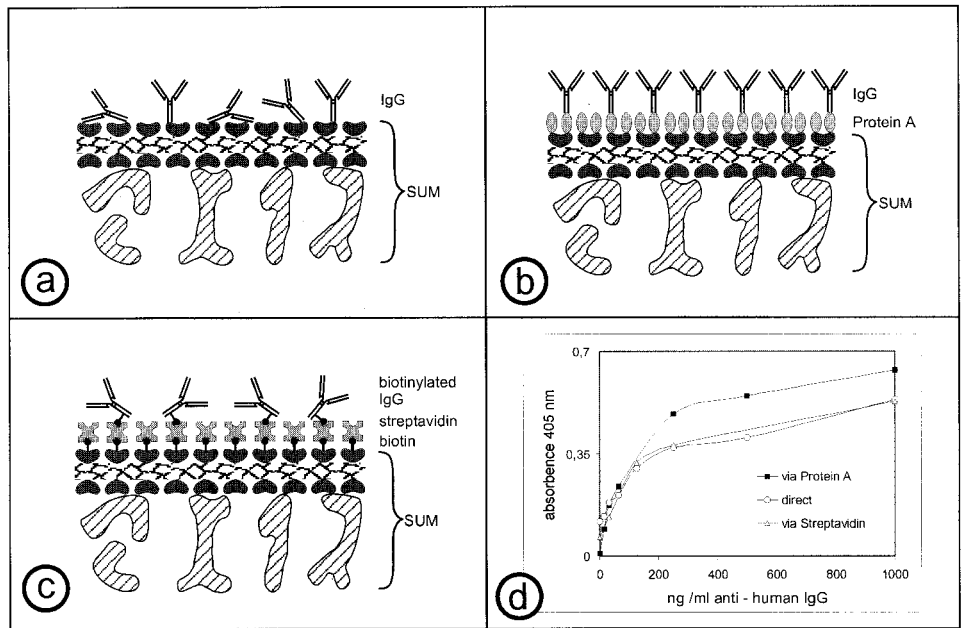 IgG
SUM
a
IgG
Protein A
SUM
b
biotinylated
IgG
streptavidin
biotin
SUM
c
0,7
0,35
0
absorbence 405 nm
via Protein A
direct
via Streptavidin
0 200 400 600 800 1000
ng /ml anti - human IgG
d